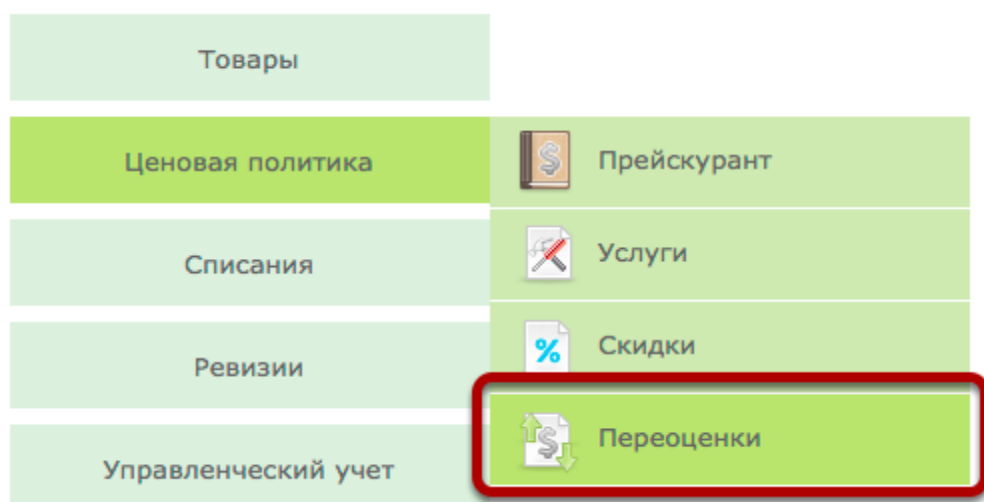 Товары
Ценовая политика
Прейскурант
Услуги
Списания
Скидки
Ревизии
Переоценки
Управленческий учет